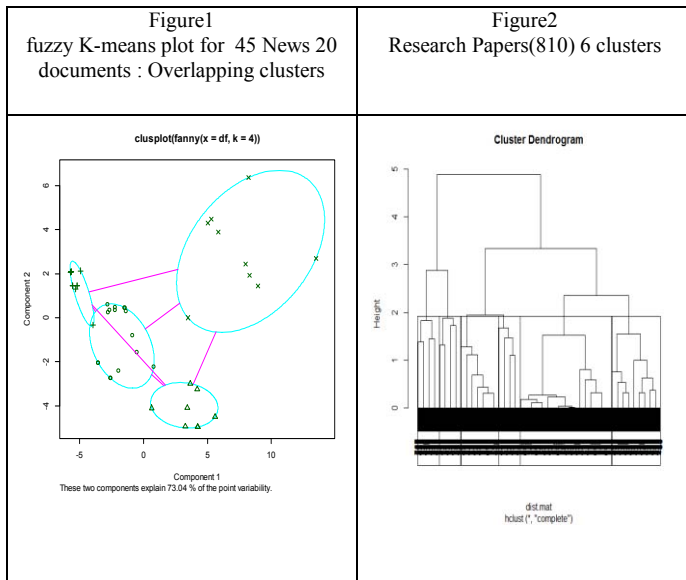 Figure1
fuzzy K-means plot for 45 News 20
documents : Overlapping clusters
Figure2
Research Papers(810) 6 clusters
clusplot(fanny(x = df, k = 4))
Component 2
6
4
2
0
-2
-4
-5
0
5
10
Component 1
These two components explain 73.04 % of the point variability.
Cluster Dendrogram
Height
5
4
3
2
1
0
dist.mat
hclust (*, "complete")